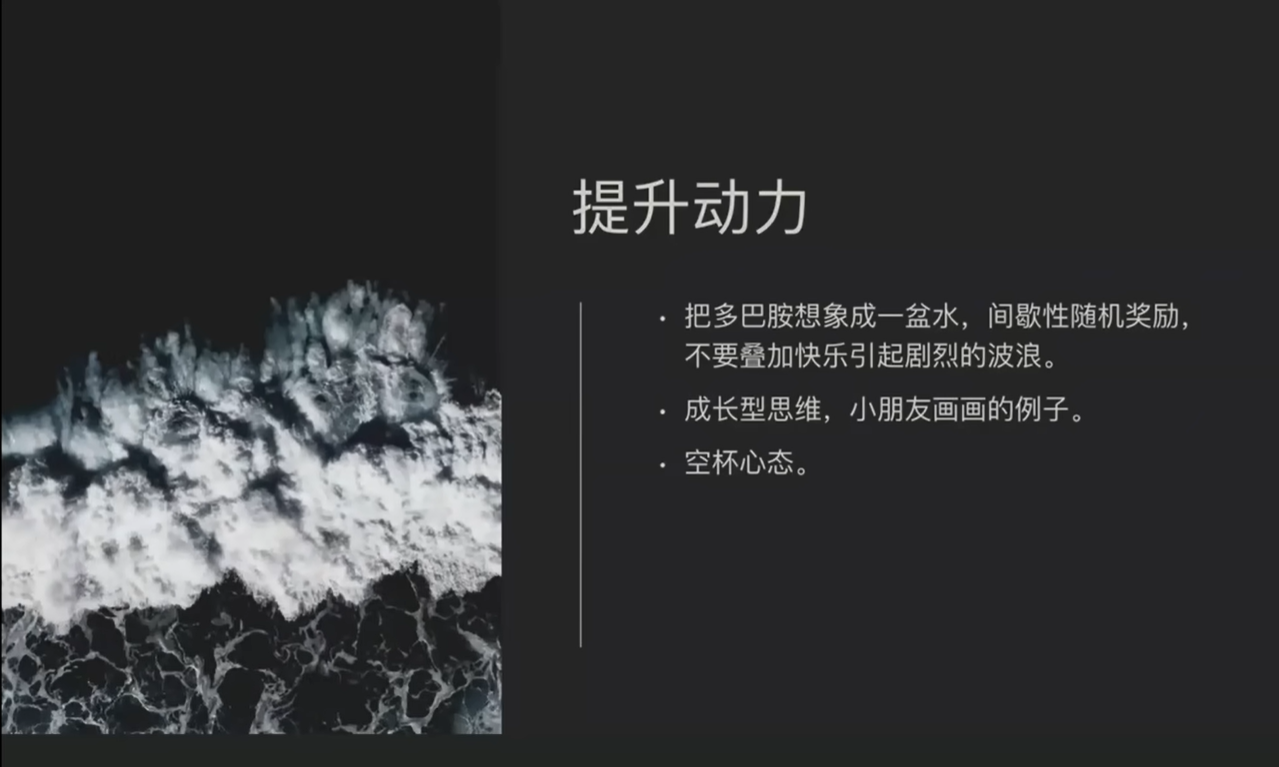 提升动力
• 把多巴胺想象成一盆水，间歇性随机奖励，
不要叠加快乐引起剧烈的波浪。
• 成长型思维，小朋友画画的例子。
• 空杯心态。